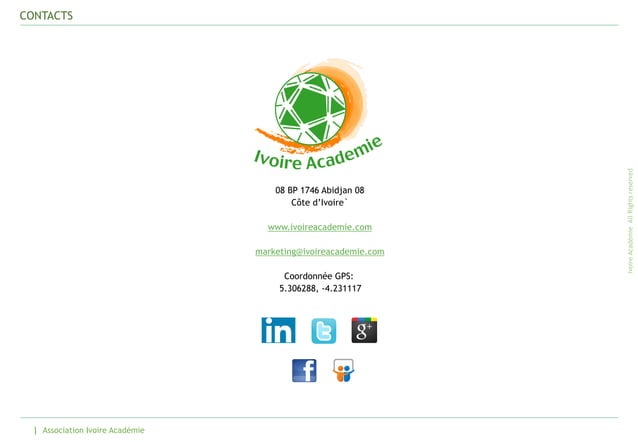 CONTACTS
Ivoire Academie
08 BP 1746 Abidjan 08
Côte d’Ivoire`
www.ivoireacademie.com
marketing@ivoireacademie.com
Coordonnée GPS:
5.306288, -4.231117
in
g+
f
Ivoire Académie All Rights reserved
| Association Ivoire Académie